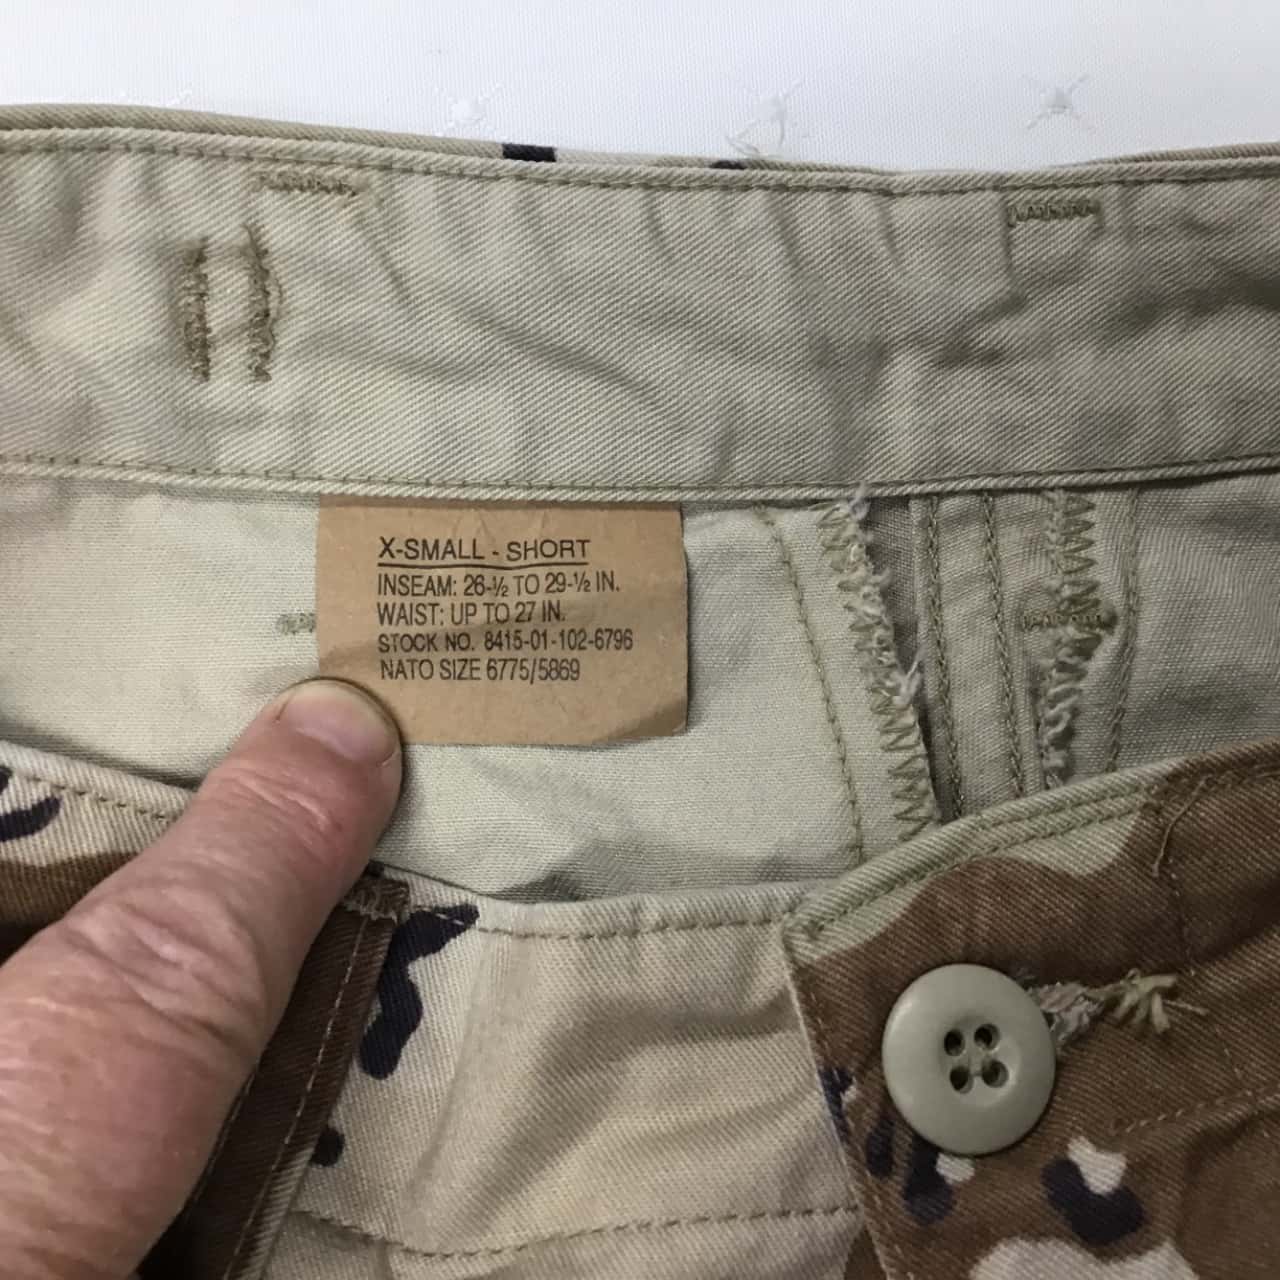 X-SMALL - SHORT
INSEAM: 26-½ TO 29-½ IN.
WAIST: UP TO 27 IN.
STOCK NO. 8415-01-102-6796
NATO SIZE 6775/5869